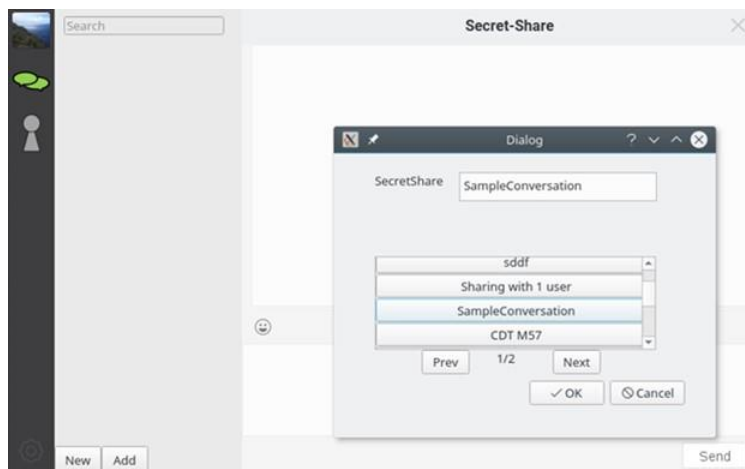 Search
Secret-Share
Dialog
SecretShare
SampleConversation
sddf
Sharing with 1 user
SampleConversation
CDT M57
Prev 1/2 Next
OK Cancel
New Add
Send